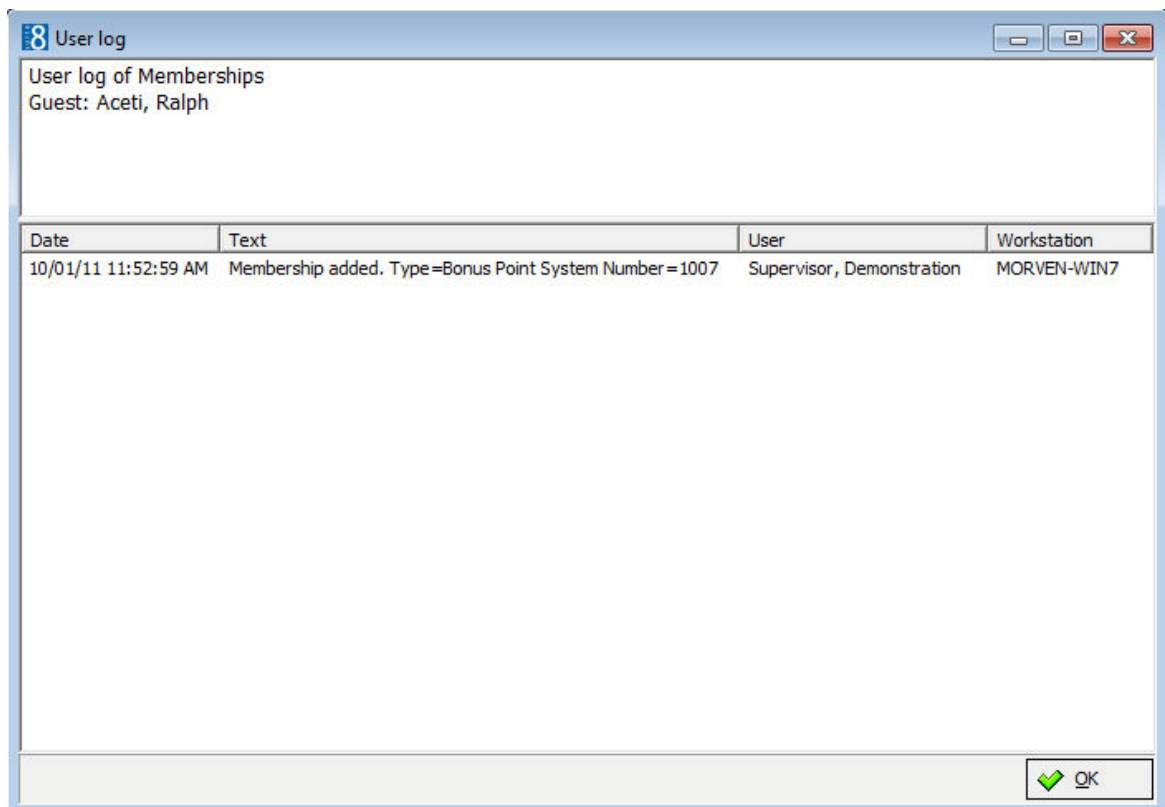 8 User log
User log of Memberships
Guest: Aceti, Ralph
Date Text User Workstation
10/01/11 11:52:59 AM Membership added. Type=Bonus Point System Number=1007 Supervisor, Demonstration MORVEN-WIN7
OK